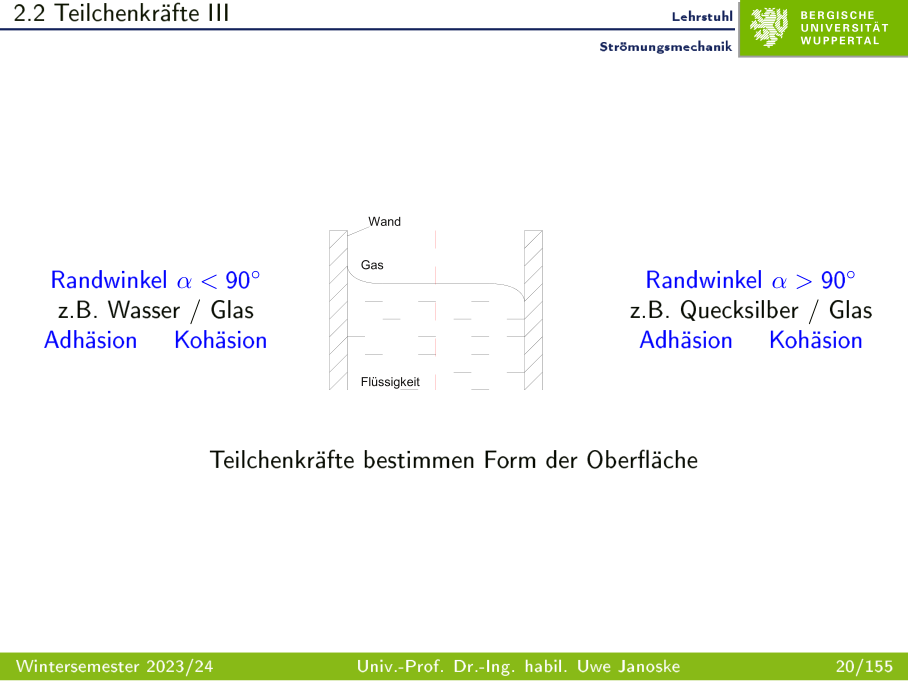 2.2 Teilchenkräfte III
Lehrstuhl
Strömungsmechanik
BERGISCHE
UNIVERSITÄT
WUPPERTAL
Wand
Gas
Flüssigkeit
Randwinkel α < 90°
z.B. Wasser / Glas
Adhäsion Kohäsion
Randwinkel α > 90°
z.B. Quecksilber / Glas
Adhäsion Kohäsion
Teilchenkräfte bestimmen Form der Oberfläche
Wintersemester 2023/24
Univ.-Prof. Dr.-Ing. habil. Uwe Janoske
20/155